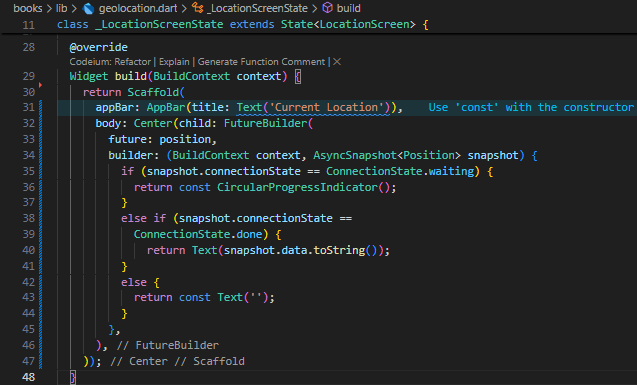 books > lib > geolocation.dart > _LocationScreenState > build
11 class _LocationScreenState extends State<LocationScreen> {
28 @override
Codeium: Refactor | Explain | Generate Function Comment | X
29 Widget build(BuildContext context) {
30 return Scaffold(
31 appBar: AppBar(title: Text('Current Location')), Use 'const' with the constructor
32 body: Center(child: FutureBuilder(
33 future: position,
34 builder: (BuildContext context, AsyncSnapshot<Position> snapshot) {
35 if (snapshot.connectionState == ConnectionState.waiting) {
36 return const CircularProgressIndicator();
37 }
38 else if (snapshot.connectionState ==
39 ConnectionState.done) {
40 return Text(snapshot.data.toString());
41 }
42 else {
43 return const Text('');
44 }
45 },
46 ), // FutureBuilder
47 )); // Center // Scaffold
48 }